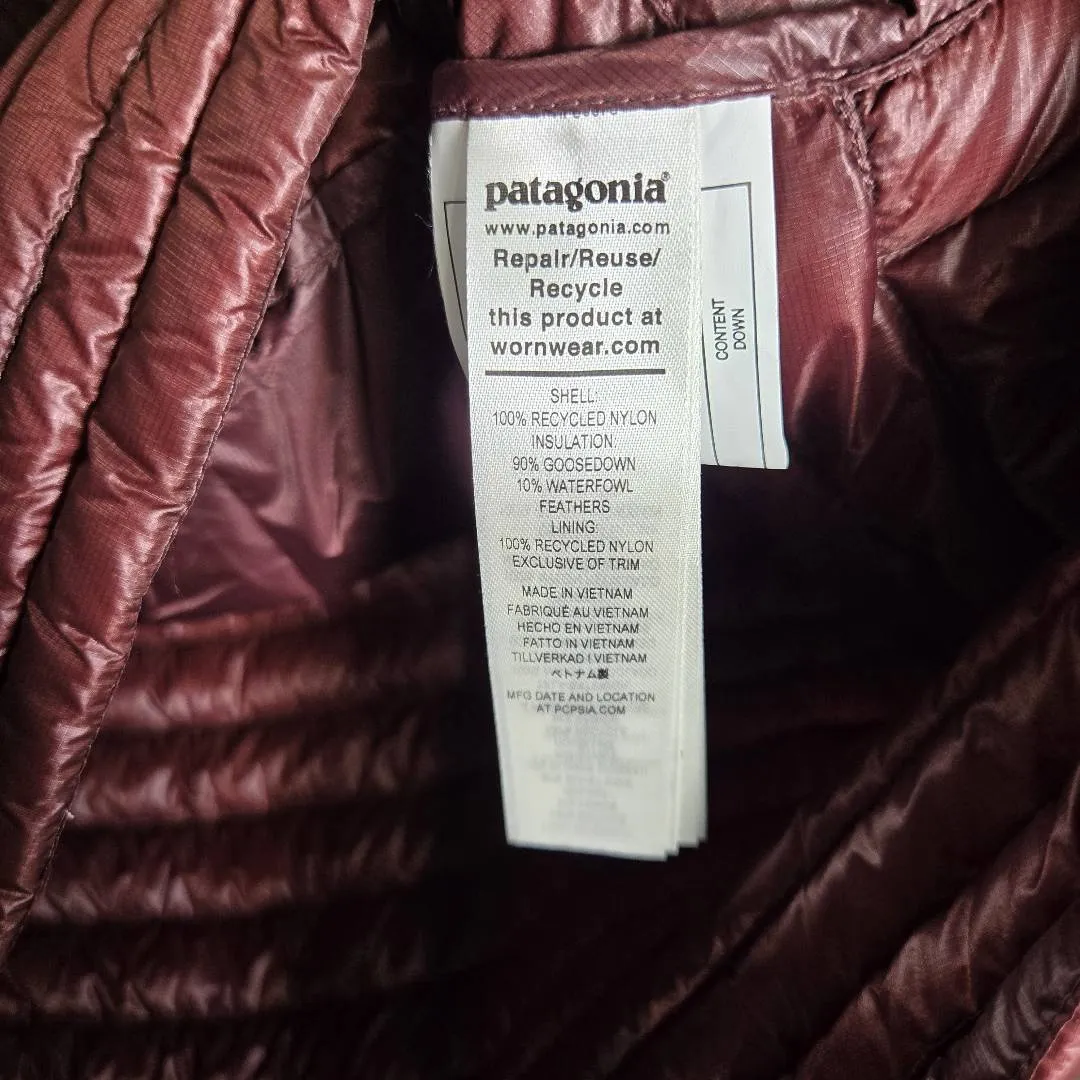 patagonia®
www.patagonia.com
Repair/Reuse/
Recycle
this product at
wornwear.com
SHELL:
100% RECYCLED NYLON
INSULATION:
90% GOOSEDOWN
10% WATERFOWL
FEATHERS
LINING:
100% RECYCLED NYLON
EXCLUSIVE OF TRIM
MADE IN VIETNAM
FABRIQUÉ AU VIETNAM
HECHO EN VIETNAM
FATTO IN VIETNAM
TILLVERKAD I VIETNAM
ベトナム製
MFG DATE AND LOCATION
AT PCPSIA.COM
CONTENT
DOWN